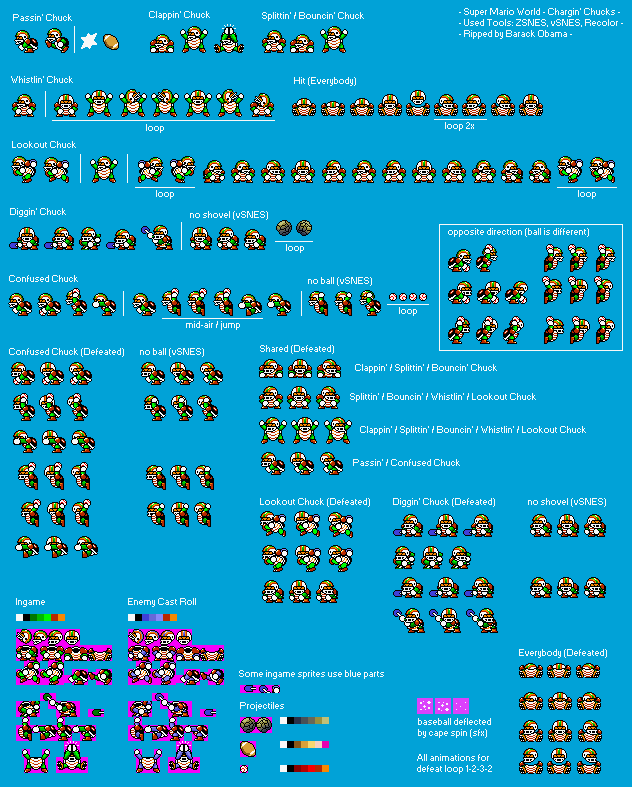 Passin' Chuck
Clappin' Chuck
Splittin' / Bouncin' Chuck
- Super Mario World - Chargin' Chucks -
- Used Tools: ZSNES, vSNES, Recolor -
- Ripped by Barack Obama -
Whistlin' Chuck
loop
Hit (Everybody)
loop 2x
Lookout Chuck
loop
loop
Diggin' Chuck
no shovel (vSNES)
loop
opposite direction (ball is different)
Confused Chuck
mid-air / jump
no ball (vSNES)
loop
Confused Chuck (Defeated)
no ball (vSNES)
Shared (Defeated)
Clappin' / Splittin' / Bouncin' Chuck
Splittin' / Bouncin' / Whistlin' / Lookout Chuck
Clappin' / Splittin' / Bouncin' / Whistlin' / Lookout Chuck
Passin' / Confused Chuck
Lookout Chuck (Defeated)
Diggin' Chuck (Defeated)
no shovel (vSNES)
Ingame
Enemy Cast Roll
Some ingame sprites use blue parts
Projectiles
baseball deflected
by cape spin (sfx)
All animations for
defeat loop 1-2-3-2
Everybody (Defeated)